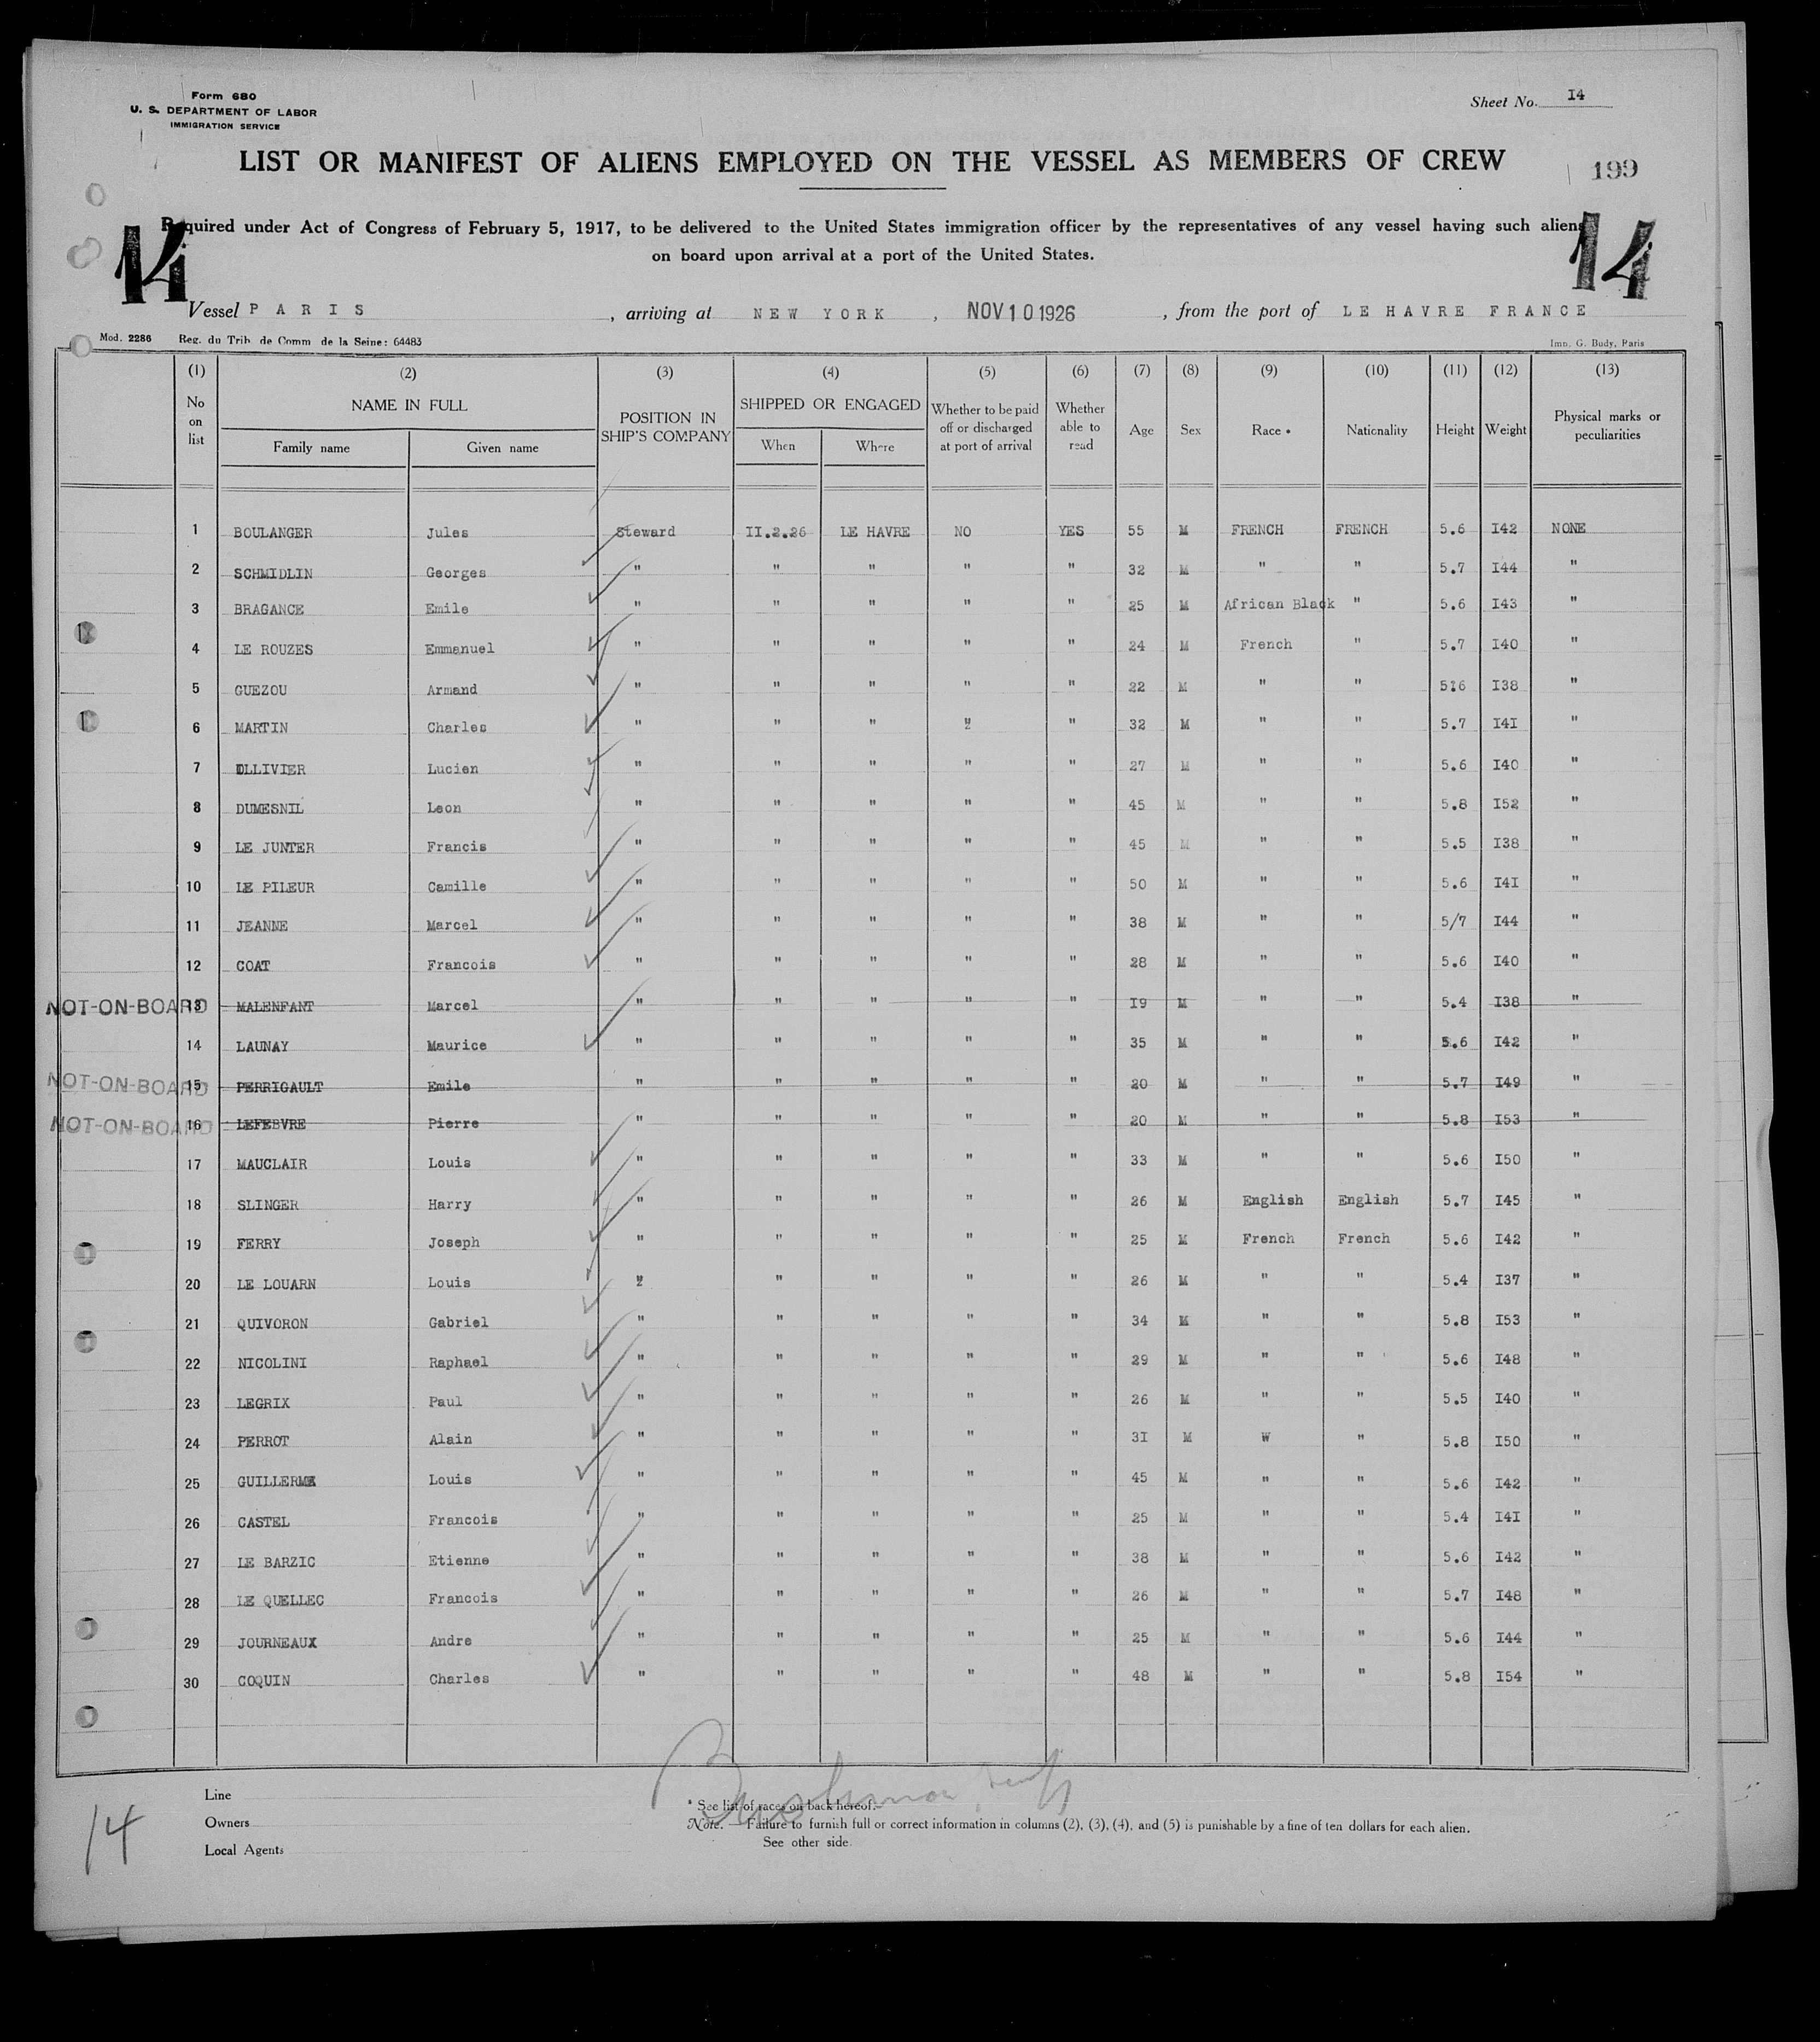 Form 680
U. S. DEPARTMENT OF LABOR
IMMIGRATION SERVICE
Sheet No. I4
LIST OR MANIFEST OF ALIENS EMPLOYED ON THE VESSEL AS MEMBERS OF CREW
199
Required under Act of Congress of February 5, 1917, to be delivered to the United States immigration officer by the representatives of any vessel having such aliens
on board upon arrival at a port of the United States.
14 14
Vessel PARIS, arriving at NEW YORK, NOV 10 1926, from the port of LE HAVRE FRANCE
Mod. 2286 Reg. du Trib. de Comm de la Seine: 64483 Imp. G. Budy, Paris
(1) (2) (3) (4) (5) (6) (7) (8) (9) (10) (11) (12) (13)
No on list NAME IN FULL Family name Given name POSITION IN SHIP'S COMPANY SHIPPED OR ENGAGED When Where Whether to be paid off or discharged at port of arrival Whether able to read Age Sex Race * Nationality Height Weight Physical marks or peculiarities
1 BOULANGER Jules Steward II.2.26 LE HAVRE NO YES 55 M FRENCH FRENCH 5.6 I42 NONE
2 SCHMIDLIN Georges " " " " " 32 M " " 5.7 I44 "
3 BRAGANCE Emile " " " " " 25 M African Black " 5.6 I43 "
4 LE ROUZES Emmanuel " " " " " 24 M French " 5.7 I40 "
5 GUEZOU Armand " " " " " 22 M " " 5:6 I38 "
6 MARTIN Charles " " " " " 32 M " " 5.7 I4I "
7 OLLIVIER Lucien " " " " " 27 M " " 5.6 I40 "
8 DUMESNIL Leon " " " " " 45 M " " 5.8 I52 "
9 LE JUNTER Francis " " " " " 45 M " " 5.5 I38 "
10 LE PILEUR Camille " " " " " 50 M " " 5.6 I4I "
11 JEANNE Marcel " " " " " 38 M " " 5/7 I44 "
12 COAT Francois " " " " " 28 M " " 5.6 I40 "
NOT-ON-BOARD 13 MALENFANT Marcel " " " " " I9 M " " 5.4 I38 "
14 LAUNAY Maurice " " " " " 35 M " " 5.6 I42 "
NOT-ON-BOARD 15 PERRIGAULT Emile " " " " " 20 M " " 5.7 I49 "
NOT-ON-BOARD 16 LEFEBVRE Pierre " " " " " 20 M " " 5.8 I53 "
17 MAUCLAIR Louis " " " " " 33 M " " 5.6 I50 "
18 SLINGER Harry " " " " " 26 M English English 5.7 I45 "
19 FERRY Joseph " " " " " 25 M French French 5.6 I42 "
20 LE LOUARN Louis " " " " " 26 M " " 5.4 I37 "
21 QUIVORON Gabriel " " " " " 34 M " " 5.8 I53 "
22 NICOLINI Raphael " " " " " 29 M " " 5.6 I48 "
23 LEGRIX Paul " " " " " 26 M " " 5.5 I40 "
24 PERROT Alain " " " " " 3I M " " 5.8 I50 "
25 GUILLERM Louis " " " " " 45 M " " 5.6 I42 "
26 CASTEL Francois " " " " " 25 M " " 5.4 I4I "
27 LE BARZIC Etienne " " " " " 38 M " " 5.6 I42 "
28 LE QUELLEC Francois " " " " " 26 M " " 5.7 I48 "
29 JOURNEAUX Andre " " " " " 25 M " " 5.6 I44 "
30 COQUIN Charles " " " " " 48 M " " 5.8 I54 "
Line
Owners
Local Agents
14
* See list of races on back hereof.
Note. — Failure to furnish full or correct information in columns (2), (3), (4), and (5) is punishable by a fine of ten dollars for each alien.
See other side.